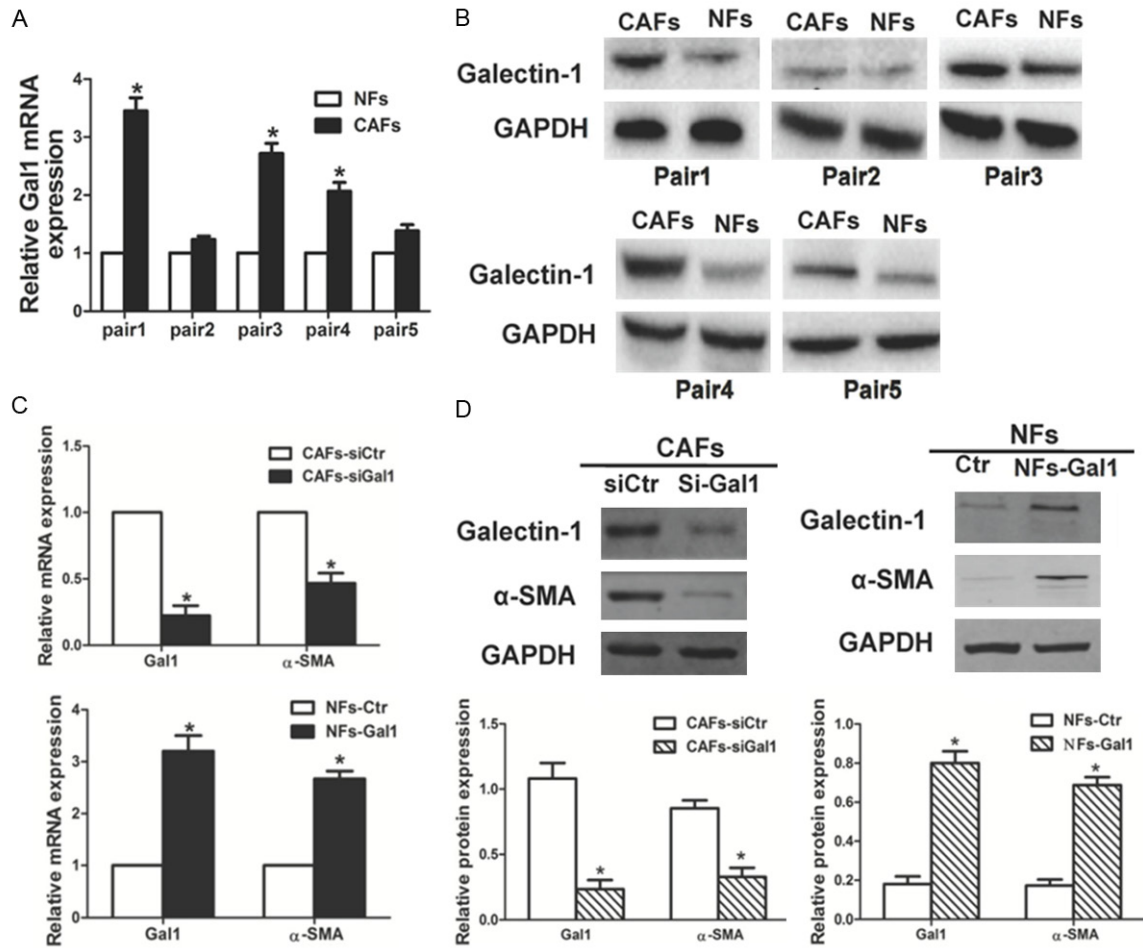 A
Relative Gal1 mRNA
expression
4
3
2
1
0
* * *
NFs
CAFs
pair1 pair2 pair3 pair4 pair5
B
CAFs NFs CAFs NFs CAFs NFs
Galectin-1
GAPDH
Pair1 Pair2 Pair3
CAFs NFs CAFs NFs
Galectin-1
GAPDH
Pair4 Pair5
C
Relative mRNA expression
1.5
1.0
0.5
0.0
CAFs-siCtr
CAFs-siGal1
* *
Gal1 α-SMA
Relative mRNA expression
5
4
3
2
1
0
NFs-Ctr
NFs-Gal1
* *
Gal1 α-SMA
D
CAFs
siCtr Si-Gal1
Galectin-1
α-SMA
GAPDH
NFs
Ctr NFs-Gal1
Galectin-1
α-SMA
GAPDH
Relative protein expression
1.5
1.0
0.5
0.0
CAFs-siCtr
CAFs-siGal1
* *
Gal1 α-SMA
Relative protein expression
1.0
0.8
0.6
0.4
0.2
0.0
NFs-Ctr
NFs-Gal1
* *
Gal1 α-SMA